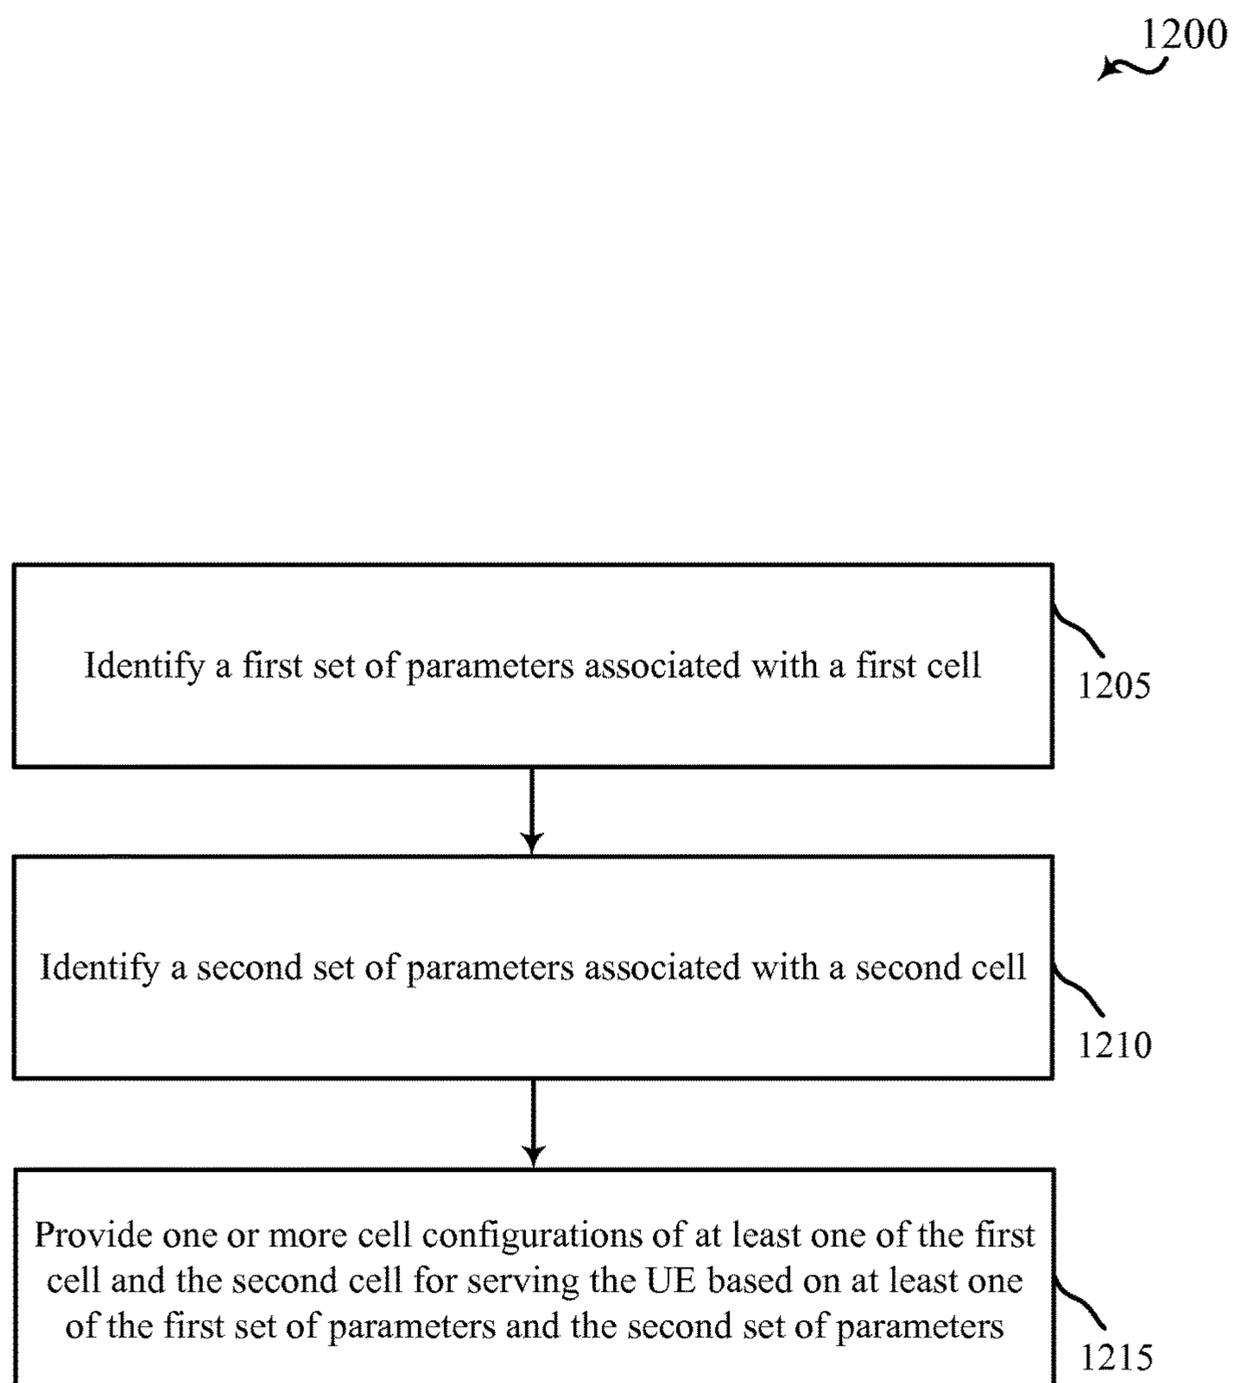 1200
Identify a first set of parameters associated with a first cell
1205
Identify a second set of parameters associated with a second cell
1210
Provide one or more cell configurations of at least one of the first
cell and the second cell for serving the UE based on at least one
of the first set of parameters and the second set of parameters
1215